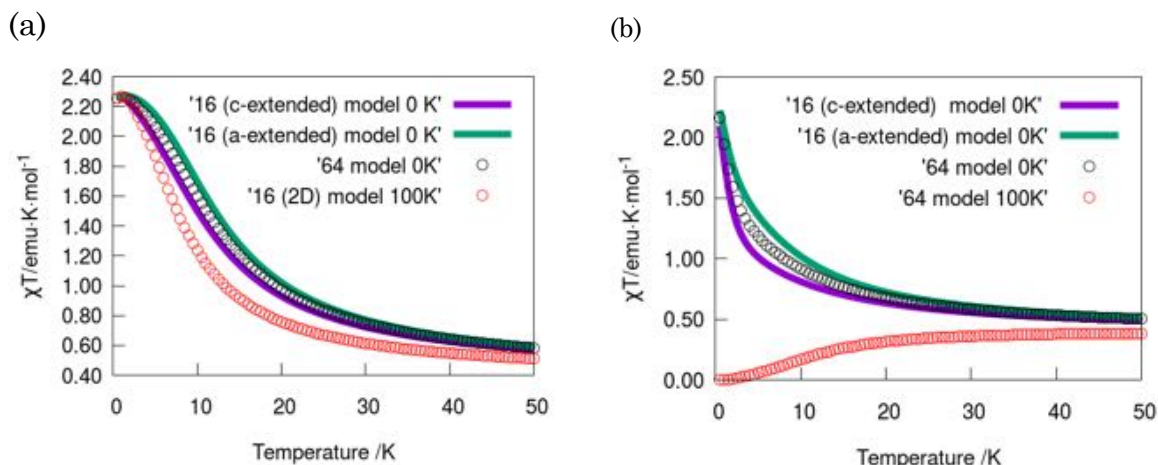 (a)
χT/emu·K·mol⁻¹
2.40
2.20
2.00
1.80
1.60
1.40
1.20
1.00
0.80
0.60
0.40
'16 (c-extended) model 0 K'
'16 (a-extended) model 0 K'
'64 model 0K'
'16 (2D) model 100K'
0 10 20 30 40 50
Temperature /K
(b)
χT/emu·K·mol⁻¹
2.50
2.00
1.50
1.00
0.50
0.00
'16 (c-extended)  model 0K'
'16 (a-extended) model 0K'
'64 model 0K'
'64 model 100K'
0 10 20 30 40 50
Temperature /K